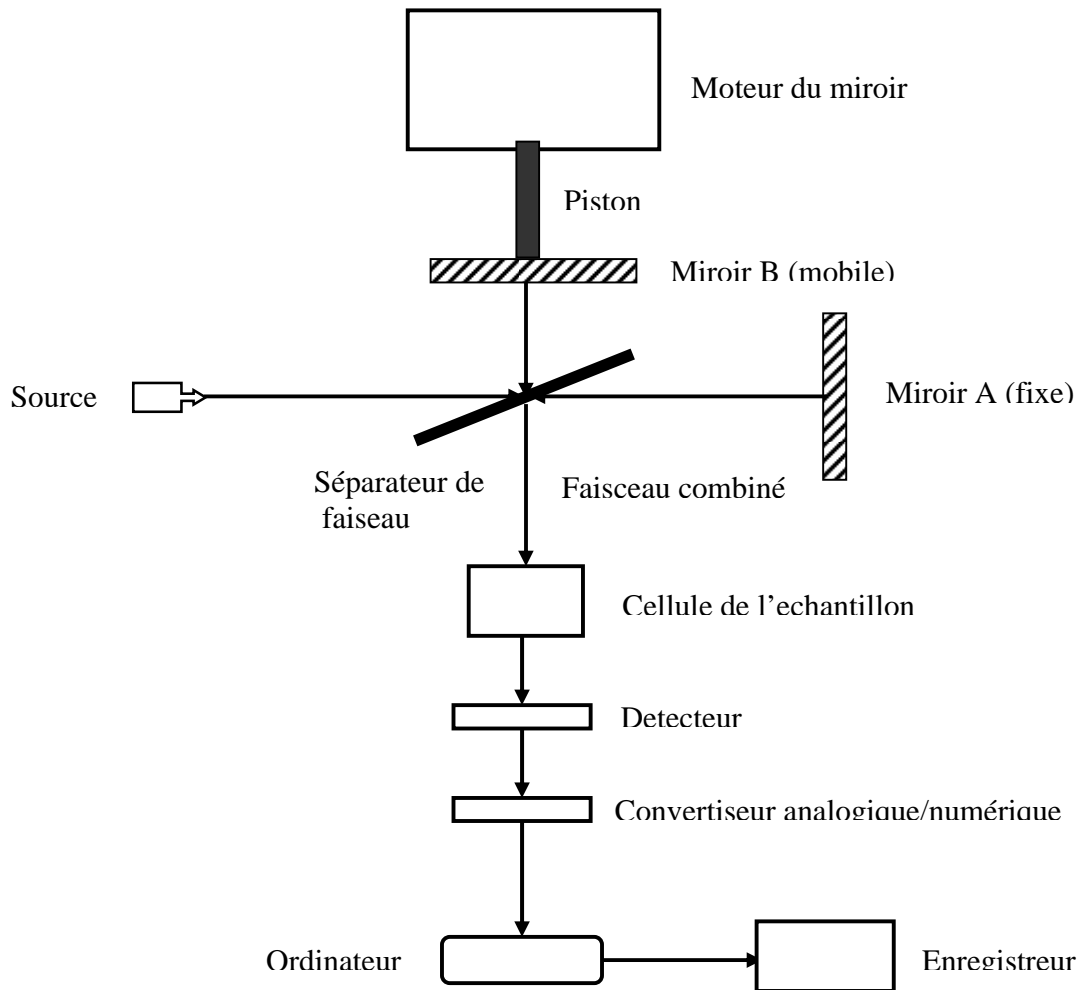 Moteur du miroir
Piston
Miroir B (mobile)
Source
Miroir A (fixe)
Séparateur de
faiseau
Faisceau combiné
Cellule de l'echantillon
Detecteur
Convertiseur analogique/numérique
Ordinateur
Enregistreur